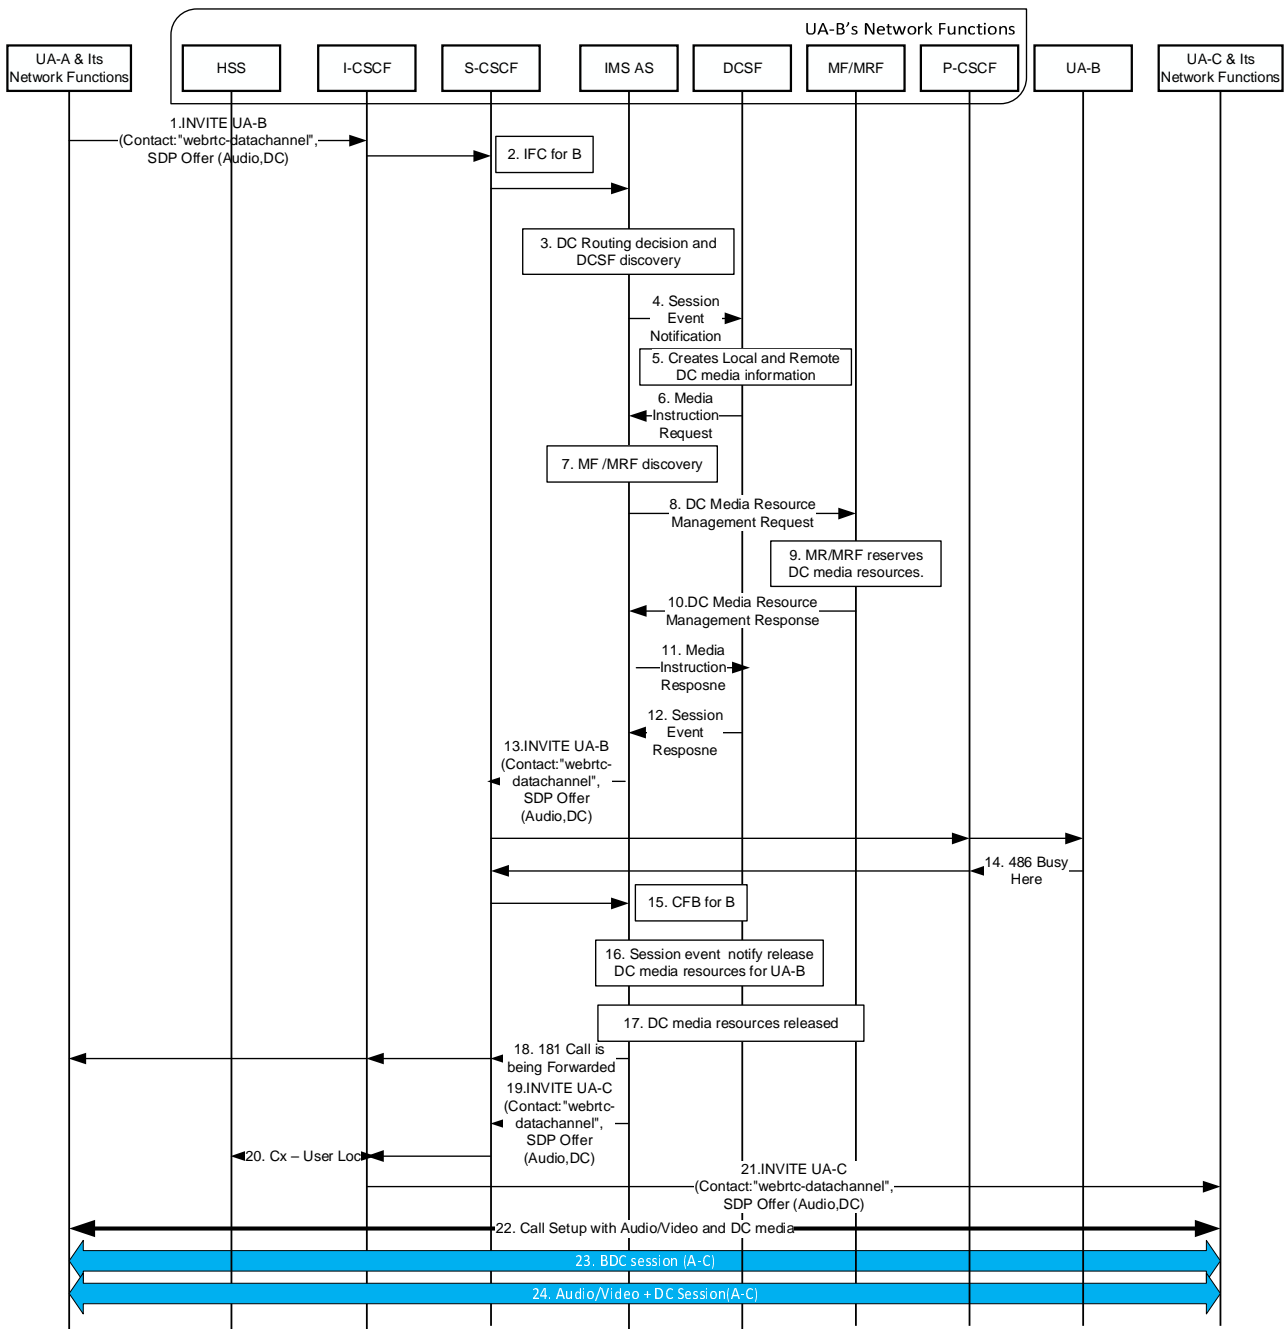 UA-B's Network Functions
UA-A & Its
Network Functions
HSS
I-CSCF
S-CSCF
IMS AS
DCSF
MF/MRF
P-CSCF
UA-B
UA-C & Its
Network Functions
1.INVITE UA-B
(Contact:"webrtc-datachannel",
SDP Offer (Audio,DC)
2. IFC for B
3. DC Routing decision and
DCSF discovery
4. Session
Event
Notification
5. Creates Local and Remote
DC media information
6. Media
Instruction
Request
7. MF /MRF discovery
8. DC Media Resource
Management Request
9. MR/MRF reserves
DC media resources.
10.DC Media Resource
Management Response
11. Media
Instruction
Resposne
12. Session
Event
Resposne
13.INVITE UA-B
(Contact:"webrtc-
datachannel",
SDP Offer
(Audio,DC)
14. 486 Busy
Here
15. CFB for B
16. Session event notify release
DC media resources for UA-B
17. DC media resources released
18. 181 Call is
being Forwarded
19.INVITE UA-C
(Contact:"webrtc-
datachannel",
SDP Offer
(Audio,DC)
20. Cx – User Loc
21.INVITE UA-C
(Contact:"webrtc-datachannel",
SDP Offer (Audio,DC)
22. Call Setup with Audio/Video and DC media
23. BDC session (A-C)
24. Audio/Video + DC Session(A-C)